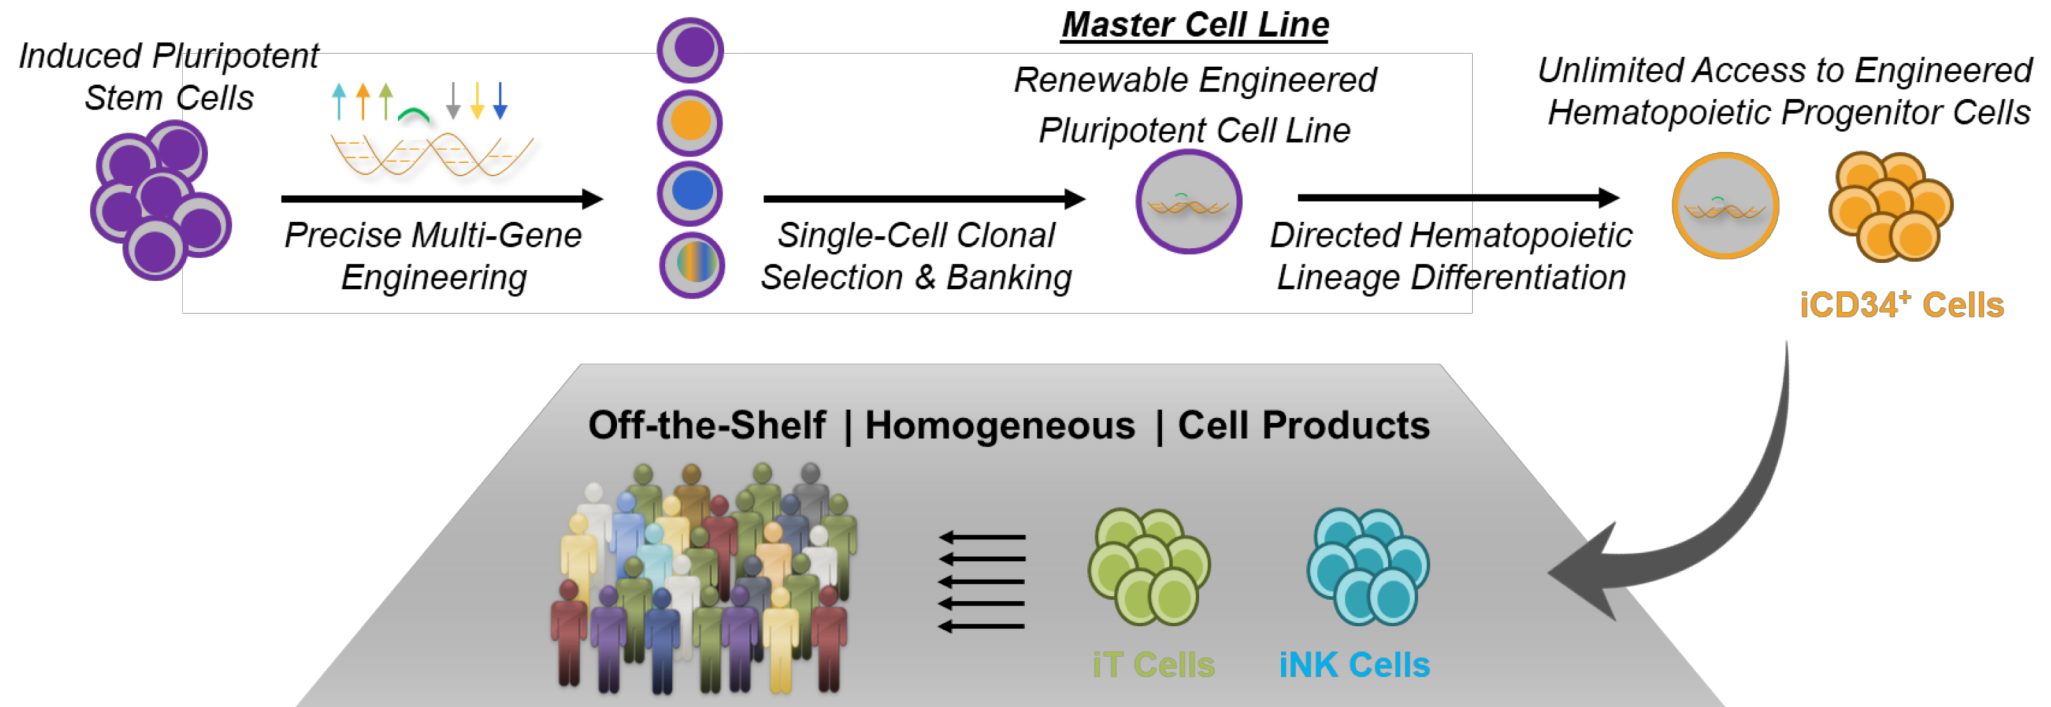 Induced Pluripotent
Stem Cells
Precise Multi-Gene
Engineering
Single-Cell Clonal
Selection & Banking
Master Cell Line
Renewable Engineered
Pluripotent Cell Line
Directed Hematopoietic
Lineage Differentiation
Unlimited Access to Engineered
Hematopoietic Progenitor Cells
iCD34⁺ Cells
Off-the-Shelf | Homogeneous | Cell Products
iT Cells
iNK Cells